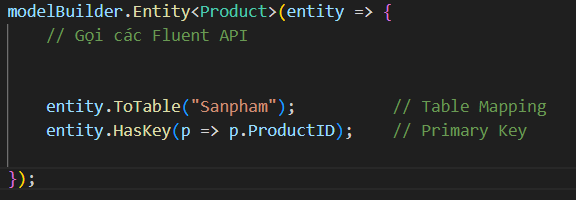 modelBuilder.Entity<Product>(entity => {
// Gọi các Fluent API
entity.ToTable("Sanpham"); // Table Mapping
entity.HasKey(p => p.ProductID); // Primary Key
});